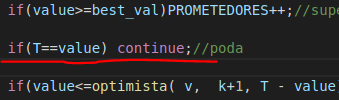 if(value>=best_val)PROMETEDORES++;//supe
if(T==value) continue;//poda
if(value<=optimista( v, k+1, T - value